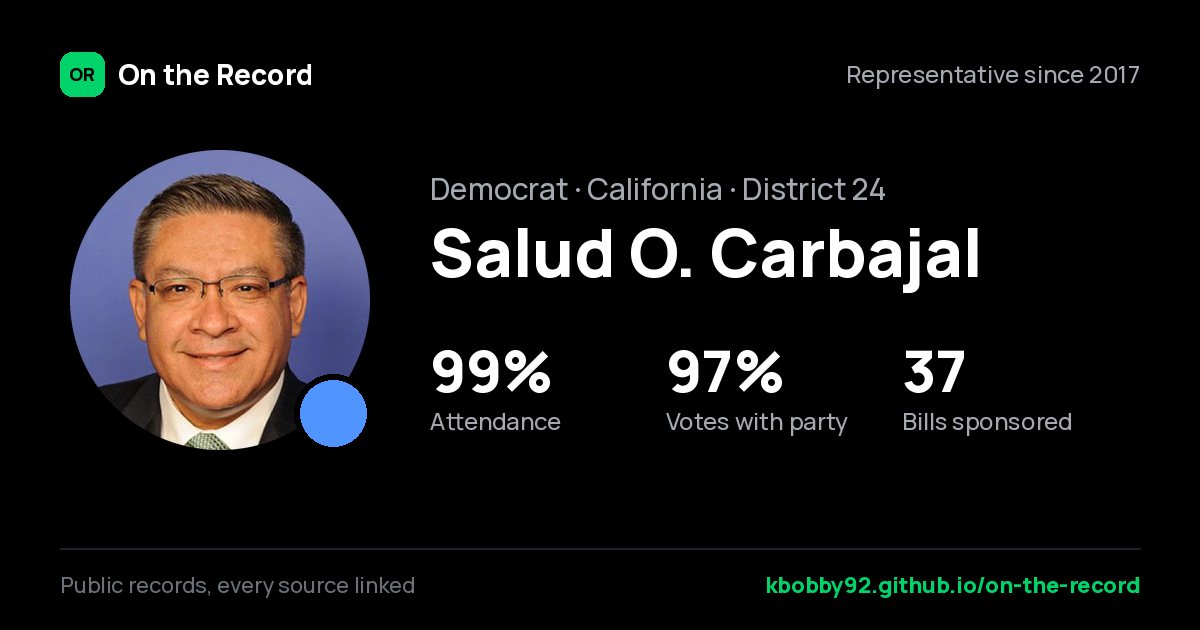 OR On the Record
Representative since 2017
Democrat · California · District 24
Salud O. Carbajal
99% 97% 37
Attendance Votes with party Bills sponsored
Public records, every source linked
kbobby92.github.io/on-the-record